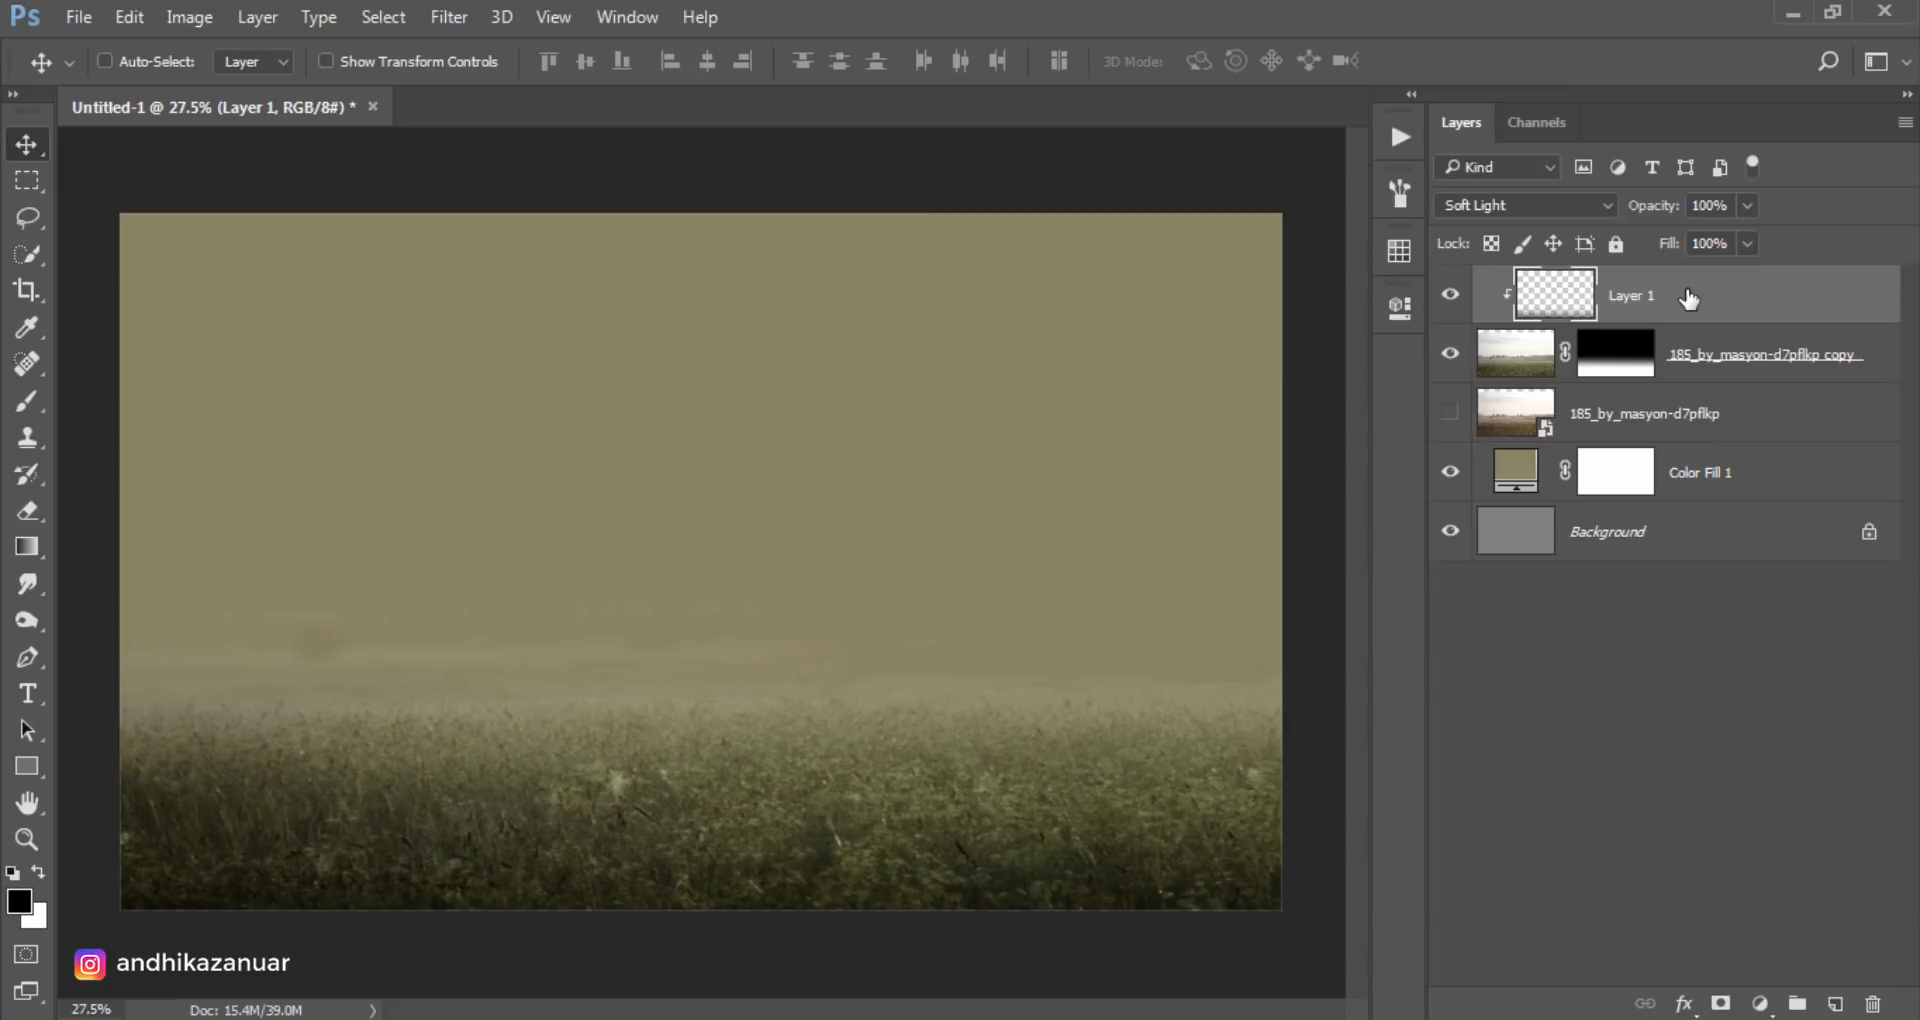 Ps File Edit Image Layer Type Select Filter 3D View Window Help
Auto-Select: Layer Show Transform Controls 3D Mode:
Untitled-1 @ 27.5% (Layer 1, RGB/8#) *
Layers Channels
Kind
Soft Light Opacity: 100%
Lock: Fill: 100%
Layer 1
185_by_masyon-d7pflkp copy
185_by_masyon-d7pflkp
Color Fill 1
Background
andhikazanuar
27.5% Doc: 15.4M/39.0M